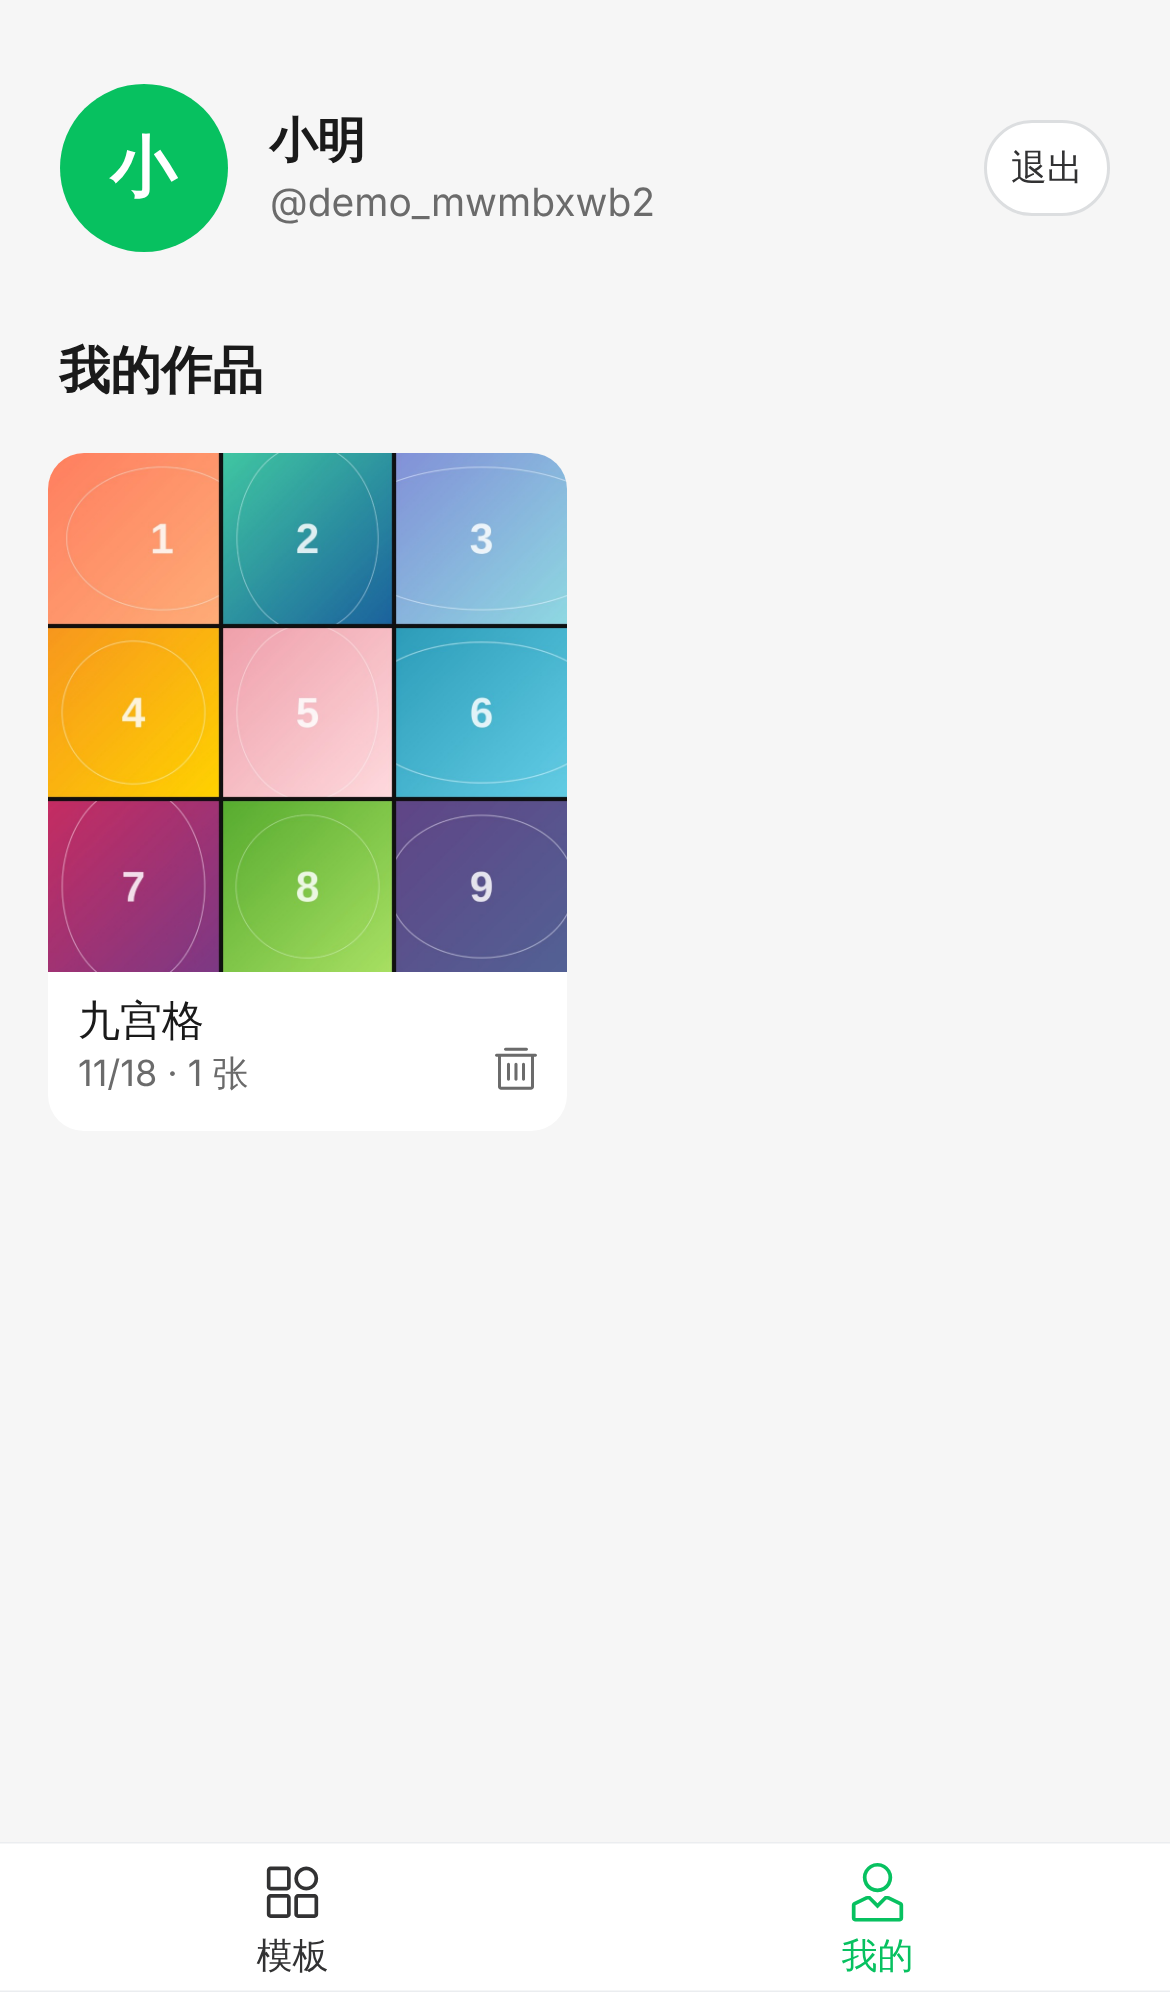 小
小明
@demo_mwmbxwb2
退出
我的作品
1 2 3
4 5 6
7 8 9
九宫格
11/18 · 1 张
模板
我的